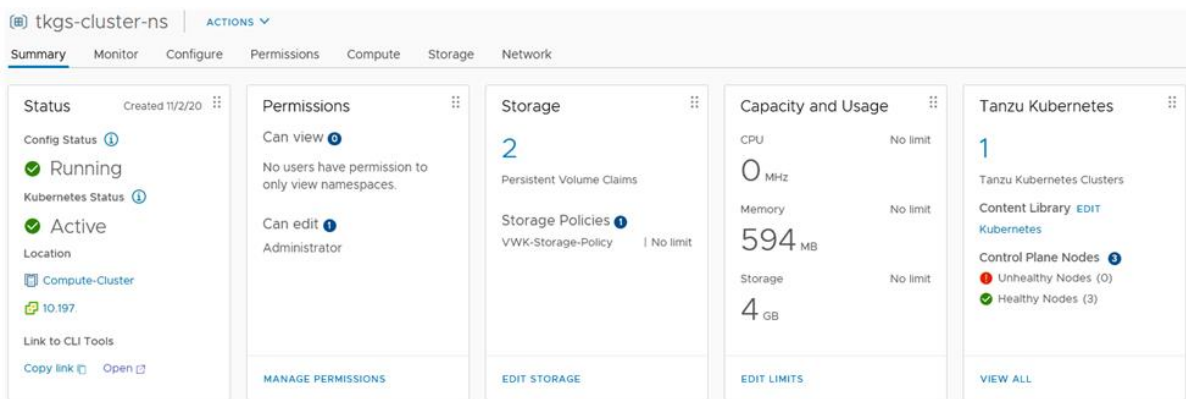 tkgs-cluster-ns
ACTIONS
Summary Monitor Configure Permissions Compute Storage Network
Status Created 11/2/20
Config Status
Running
Kubernetes Status
Active
Location
Compute-Cluster
10.197.
Link to CLI Tools
Copy link Open
Permissions
Can view 0
No users have permission to
only view namespaces.
Can edit 1
Administrator
MANAGE PERMISSIONS
Storage
2
Persistent Volume Claims
Storage Policies 1
VWK-Storage-Policy | No limit
EDIT STORAGE
Capacity and Usage
CPU No limit
0 MHz
Memory No limit
594 MB
Storage No limit
4 GB
EDIT LIMITS
Tanzu Kubernetes
1
Tanzu Kubernetes Clusters
Content Library EDIT
Kubernetes
Control Plane Nodes 3
Unhealthy Nodes (0)
Healthy Nodes (3)
VIEW ALL